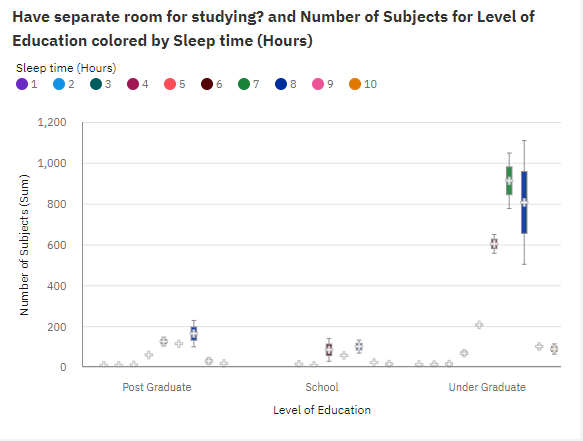 Have separate room for studying? and Number of Subjects for Level of
Education colored by Sleep time (Hours)
Sleep time (Hours)
1 2 3 4 5 6 7 8 9 10
1,200
1,000
800
600
400
200
0
Number of Subjects (Sum)
Post Graduate School Under Graduate
Level of Education